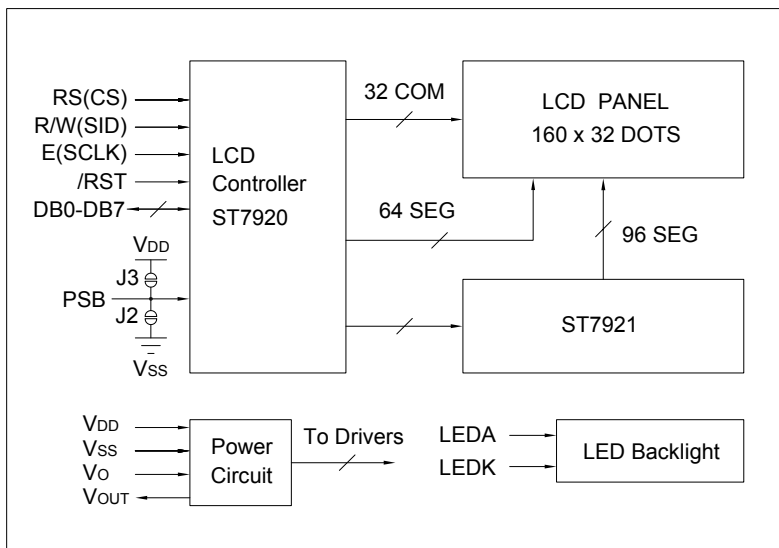 RS(CS)
R/W(SID)
E(SCLK)
/RST
DB0-DB7
VDD
J3
PSB
J2
VSS
LCD
Controller
ST7920
32 COM
64 SEG
LCD PANEL
160 x 32 DOTS
96 SEG
ST7921
VDD
VSS
VO
VOUT
Power
Circuit
To Drivers
LEDA
LEDK
LED Backlight